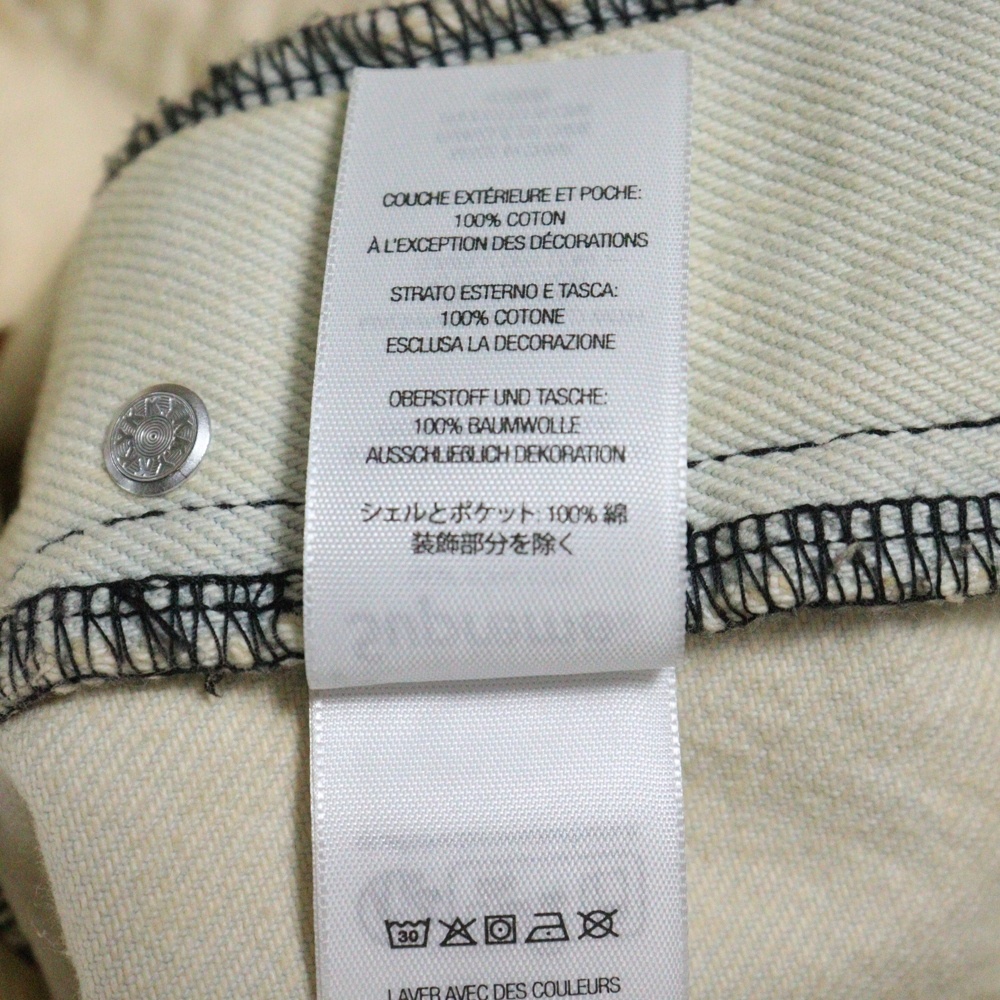 COUCHE EXTÉRIEURE ET POCHE:
100% COTON
À L'EXCEPTION DES DÉCORATIONS
STRATO ESTERNO E TASCA:
100% COTONE
ESCLUSA LA DECORAZIONE
OBERSTOFF UND TASCHE:
100% BAUMWOLLE
AUSSCHLIEßLICH DEKORATION
シェルとポケット: 100% 綿
装飾部分を除く
30
LAVER AVEC DES COULEURS